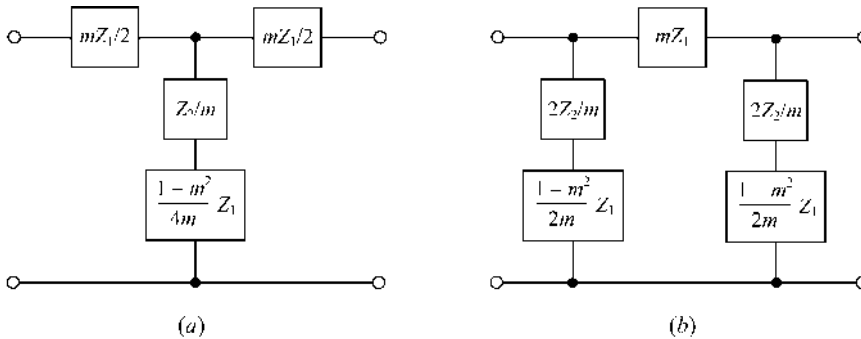 mZ₁/2
mZ₁/2
mZ₁
Z₂/m
2Z₂/m
2Z₂/m
1 − m²
4m
Z₁
1 − m²
2m
Z₁
1 − m²
2m
Z₁
(a)
(b)